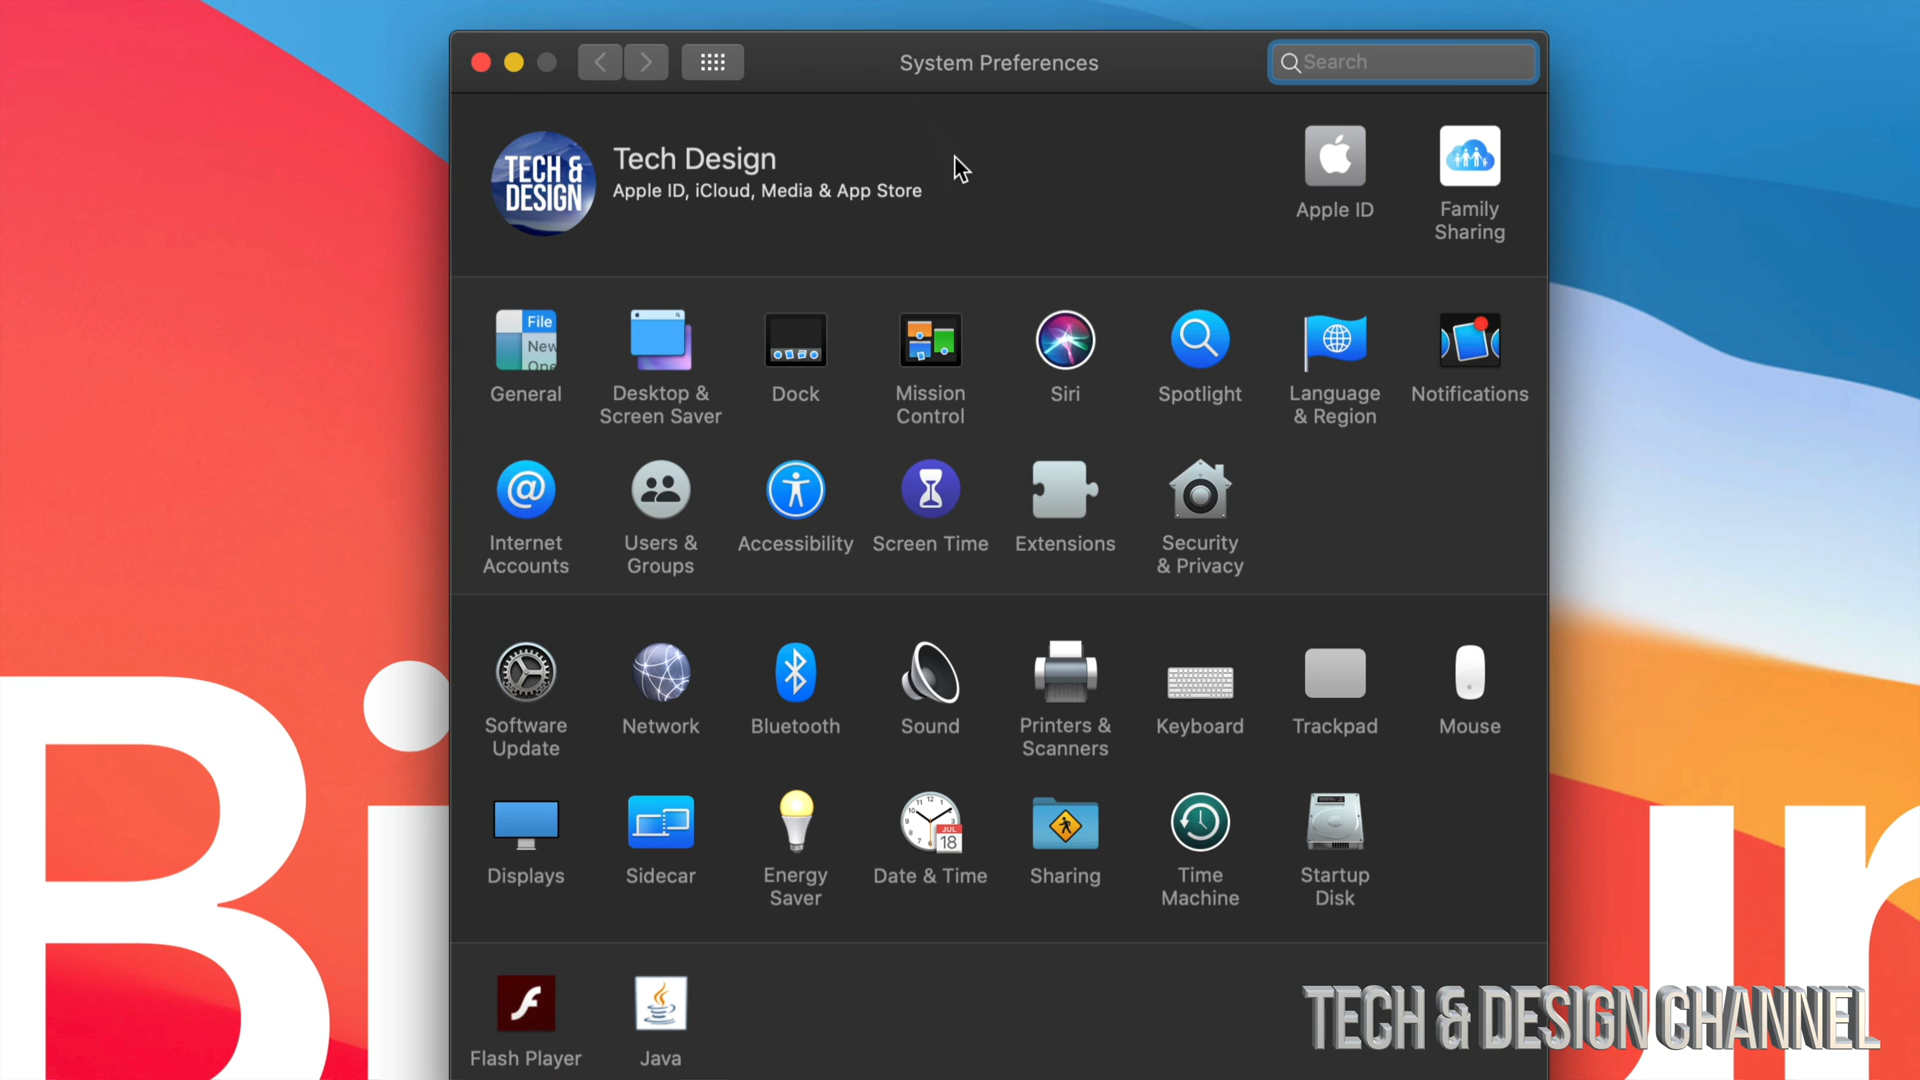 System Preferences
Search
TECH &
DESIGN
Tech Design
Apple ID, iCloud, Media & App Store
Apple ID
Family
Sharing
File
New
Ope
General
Desktop &
Screen Saver
Dock
Mission
Control
Siri
Spotlight
Language
& Region
Notifications
@
Internet
Accounts
Users &
Groups
Accessibility
Screen Time
Extensions
Security
& Privacy
Software
Update
Network
Bluetooth
Sound
Printers &
Scanners
Keyboard
Trackpad
Mouse
JUL
18
Displays
Sidecar
Energy
Saver
Date & Time
Sharing
Time
Machine
Startup
Disk
Flash Player
Java
Bi
ur
TECH & DESIGN CHANNEL